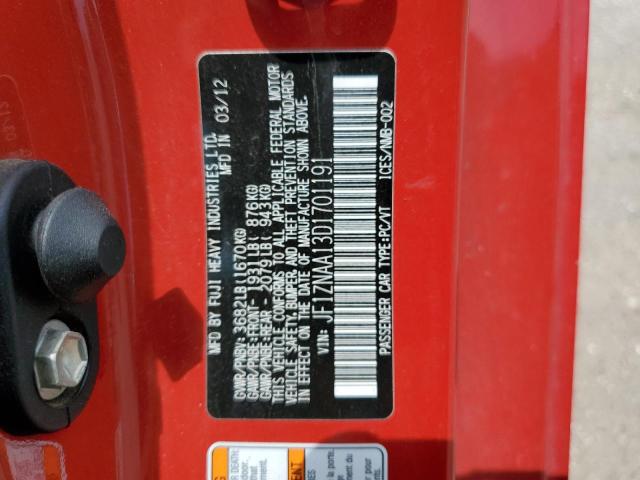 MFD BY FUJI HEAVY INDUSTRIES LTD.
MFD IN 03/12
GVWR/PNBV: 3682LB(1670KG)
GAWR/PNBE:FRONT- 1931LB( 876KG)
GAWR/PNBE:REAR - 2079LB( 943KG)
THIS VEHICLE CONFORMS TO ALL APPLICABLE FEDERAL MOTOR
VEHICLE SAFETY,BUMPER, AND THEFT PREVENTION STANDARDS
IN EFFECT ON THE DATE OF MANUFACTURE SHOWN ABOVE.
VIN: JF1ZNAA13D1701191
PASSENGER CAR TYPE:PC/VT ICES/NMB-002